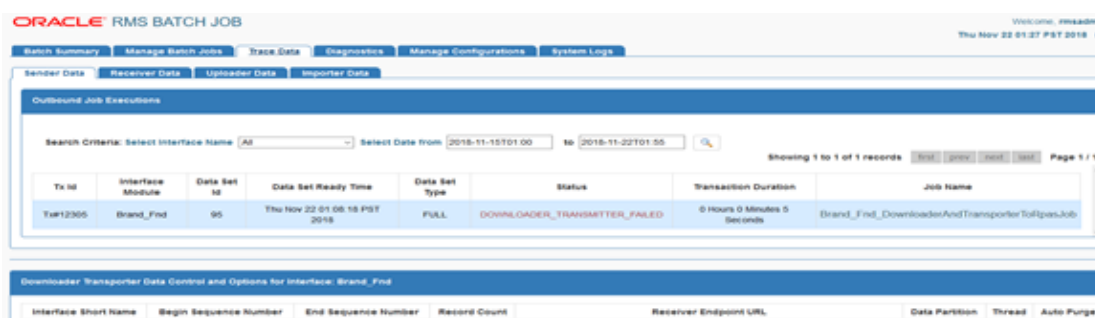 ORACLE RMS BATCH JOB
Welcome, rmsadm
Thu Nov 22 01:27 PST 2018
Batch Summary Manage Batch Jobs Trace Data Diagnostics Manage Configurations System Logs
Sender Data Receiver Data Uploader Data Importer Data
Outbound Job Executions
Search Criteria: Select Interface Name All Select Date from 2018-11-15T01:00 to 2018-11-22T01:55
Showing 1 to 1 of 1 records first prev next last Page 1/1
Tx Id Interface Module Data Set Id Data Set Ready Time Data Set Type Status Transaction Duration Job Name
Tx#12305 Brand_Fnd 95 Thu Nov 22 01:08:18 PST 2018 FULL DOWNLOADER_TRANSMITTER_FAILED 0 Hours 0 Minutes 5 Seconds Brand_Fnd_DownloaderAndTransporterToRpasJob
Downloader Transporter Data Control and Options for Interface: Brand_Fnd
Interface Short Name Begin Sequence Number End Sequence Number Record Count Receiver Endpoint URL Data Partition Thread Auto Purge